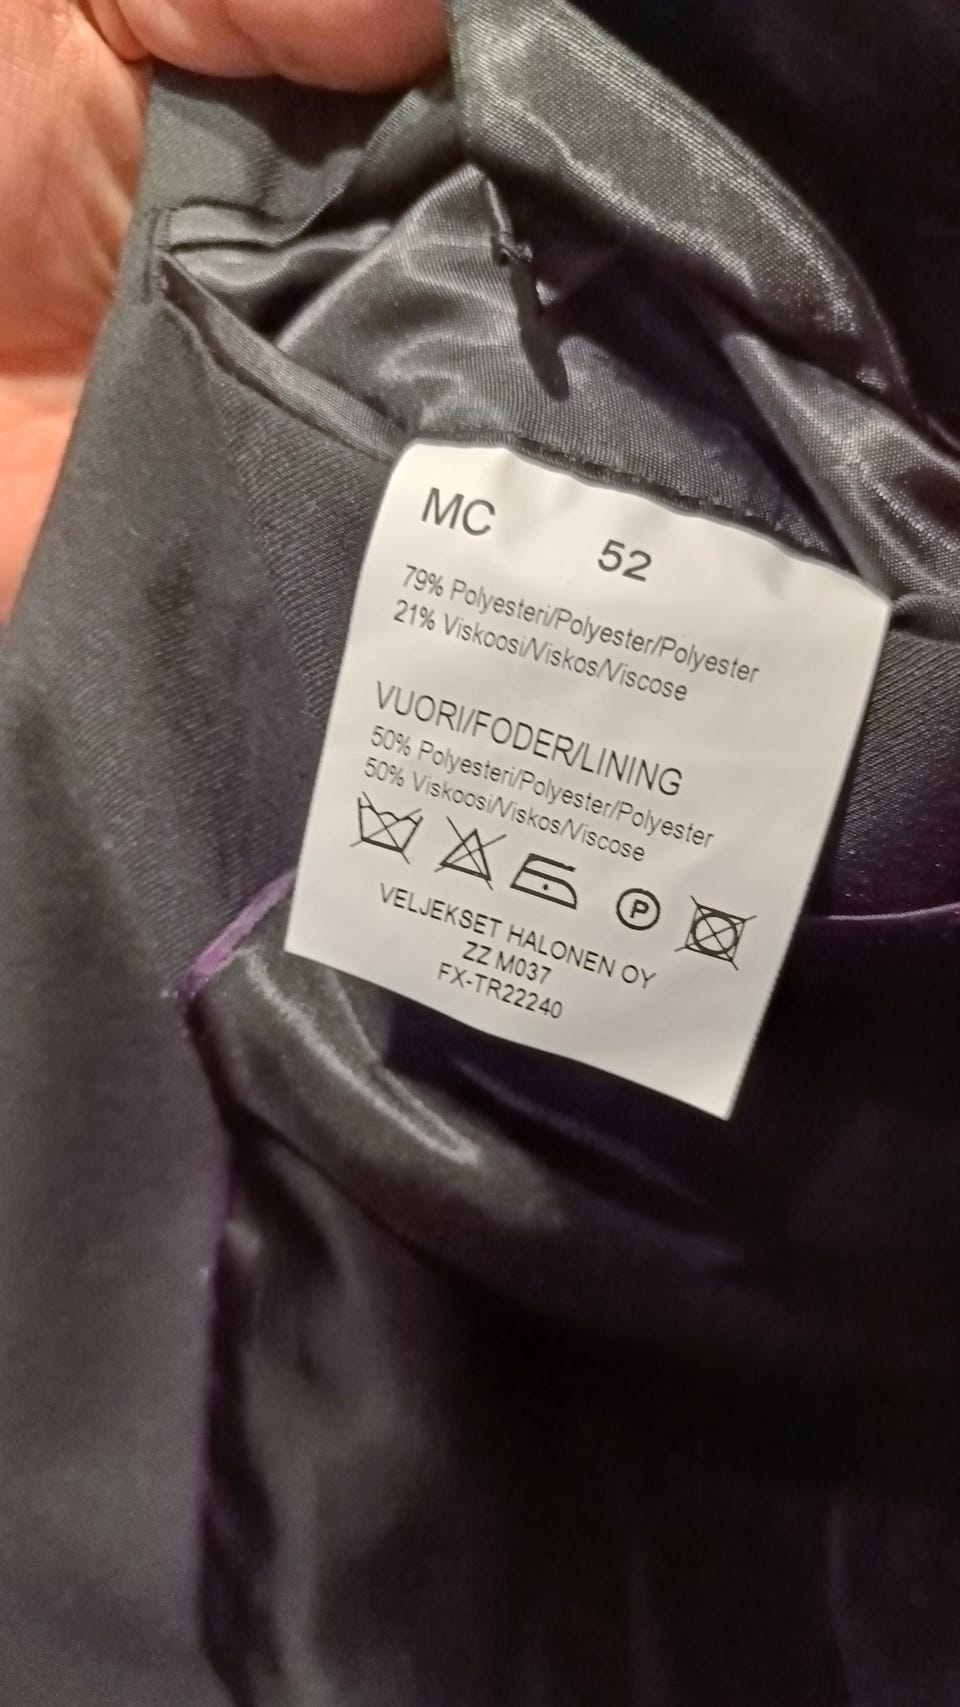 MC 52
79% Polyesteri/Polyester/Polyester
21% Viskoosi/Viskos/Viscose
VUORI/FODER/LINING
50% Polyesteri/Polyester/Polyester
50% Viskoosi/Viskos/Viscose
P
VELJEKSET HALONEN OY
ZZ M037
FX-TR22240